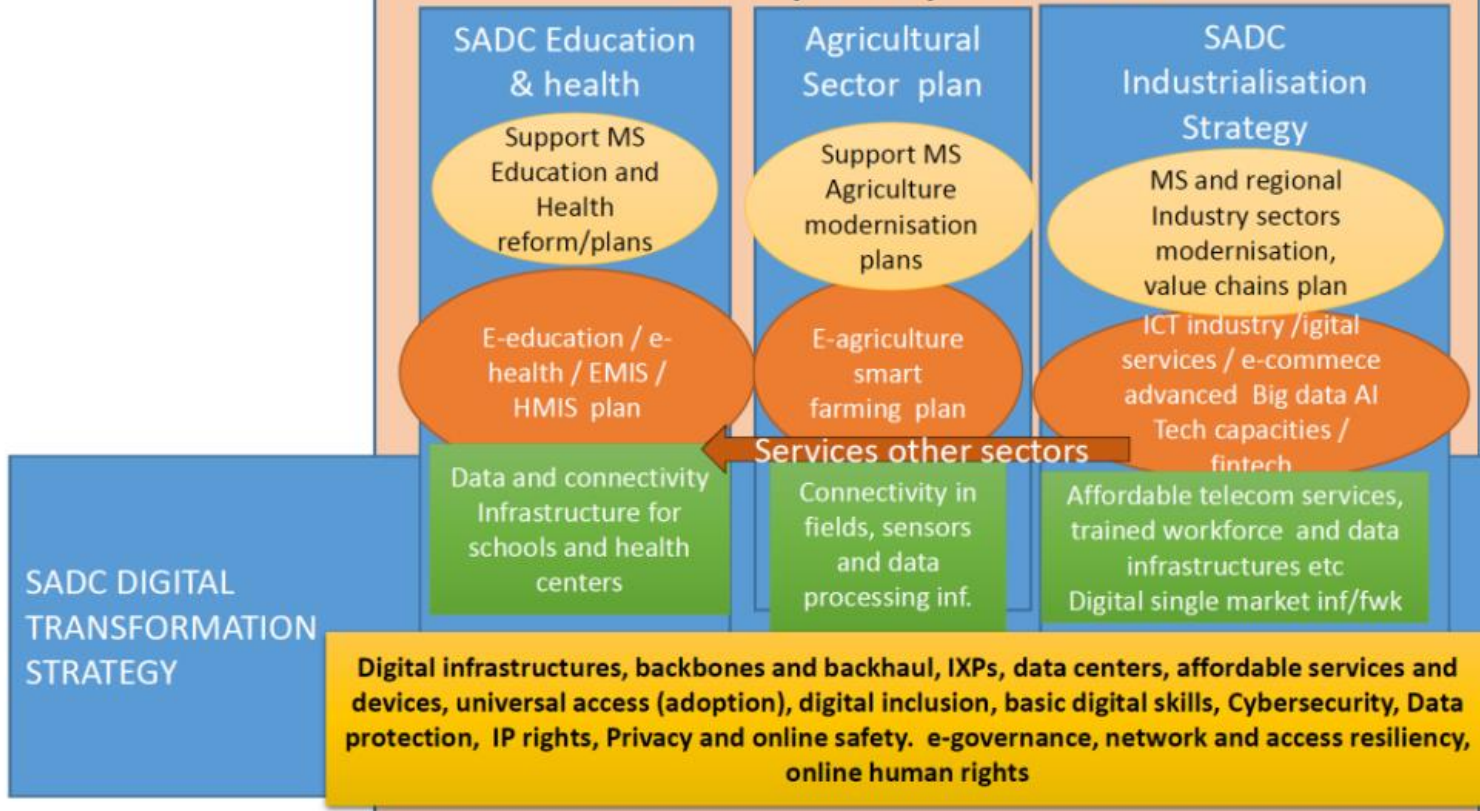 SADC Education
& health
Support MS
Education and
Health
reform/plans
E-education / e-
health / EMIS /
HMIS plan
Data and connectivity
Infrastructure for
schools and health
centers
Agricultural
Sector plan
Support MS
Agriculture
modernisation
plans
E-agriculture
smart
farming plan
Connectivity in
fields, sensors
and data
processing inf.
SADC
Industrialisation
Strategy
MS and regional
Industry sectors
modernisation,
value chains plan
ICT industry /igital
services / e-commece
advanced Big data AI
Tech capacities /
fintech
Affordable telecom services,
trained workforce and data
infrastructures etc
Digital single market inf/fwk
Services other sectors
SADC DIGITAL
TRANSFORMATION
STRATEGY
Digital infrastructures, backbones and backhaul, IXPs, data centers, affordable services and
devices, universal access (adoption), digital inclusion, basic digital skills, Cybersecurity, Data
protection, IP rights, Privacy and online safety. e-governance, network and access resiliency,
online human rights